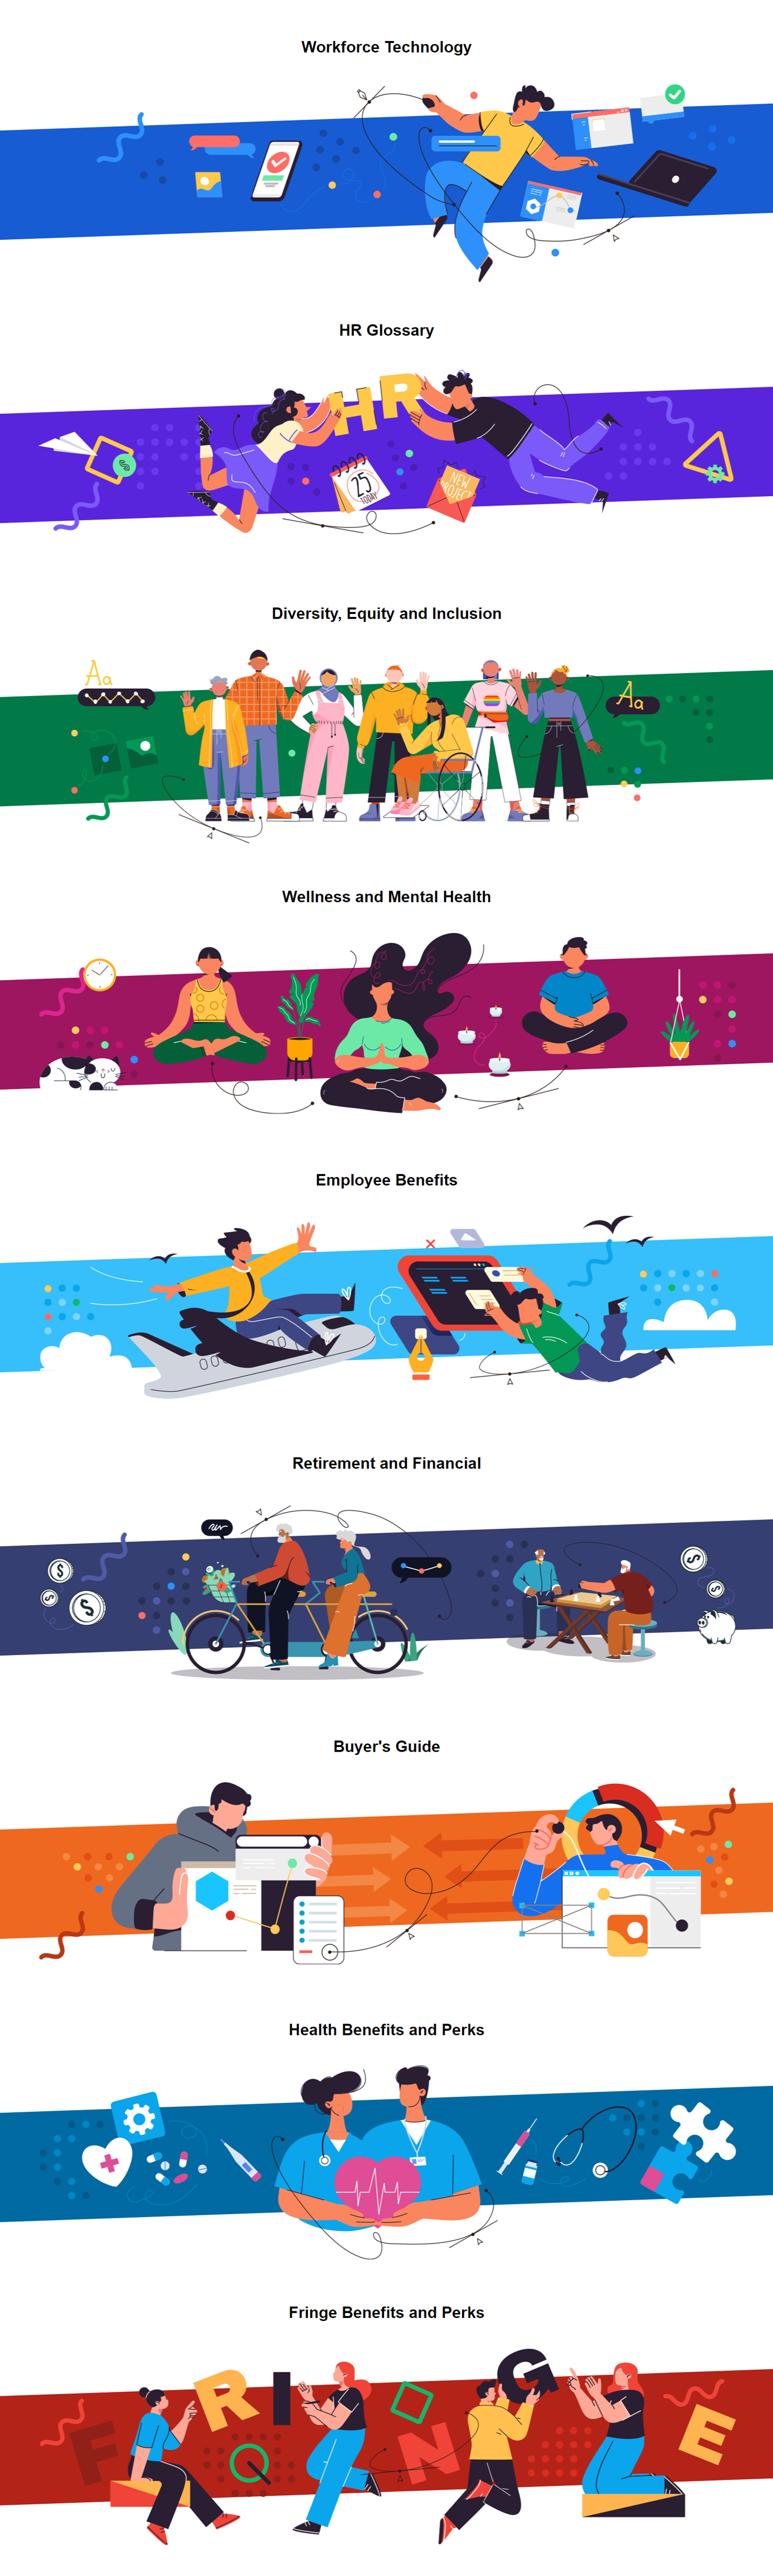 Workforce Technology
HR Glossary
HR
25
TODAY
NEW
PROJECT
Diversity, Equity and Inclusion
Aa
Aa
Wellness and Mental Health
Employee Benefits
Retirement and Financial
$
$
$
$
$
Buyer's Guide
Health Benefits and Perks
Fringe Benefits and Perks
FRINGE